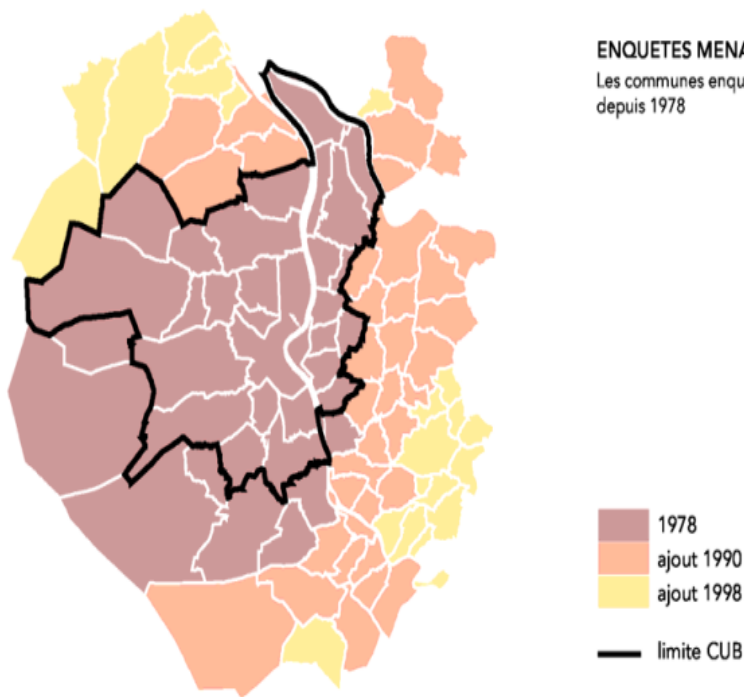 ENQUETES MENA
Les communes enqu
depuis 1978
1978
ajout 1990
ajout 1998
limite CUB